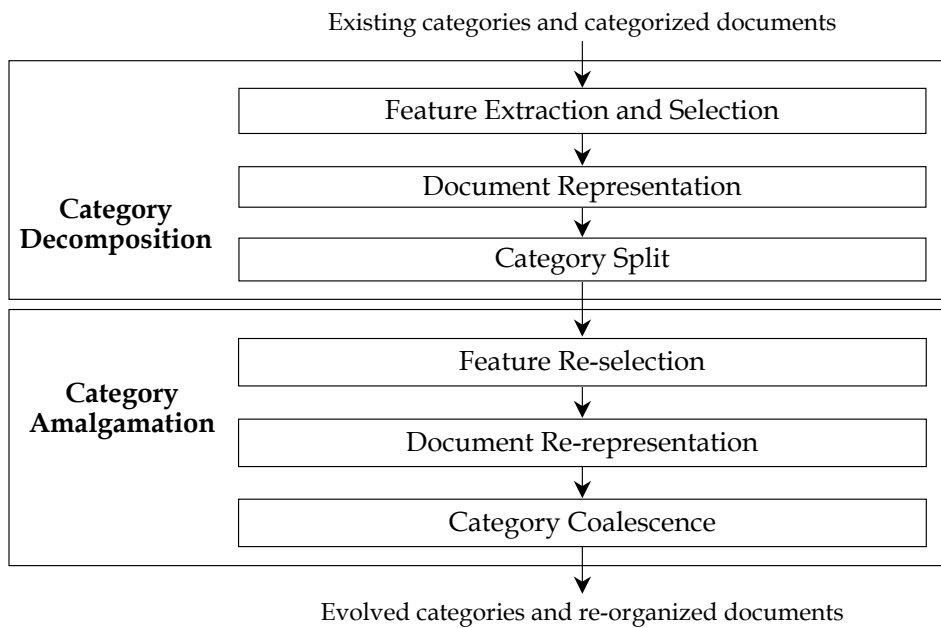 Existing categories and categorized documents
Feature Extraction and Selection
Document Representation
Category
Decomposition
Category Split
Feature Re-selection
Category
Amalgamation
Document Re-representation
Category Coalescence
Evolved categories and re-organized documents